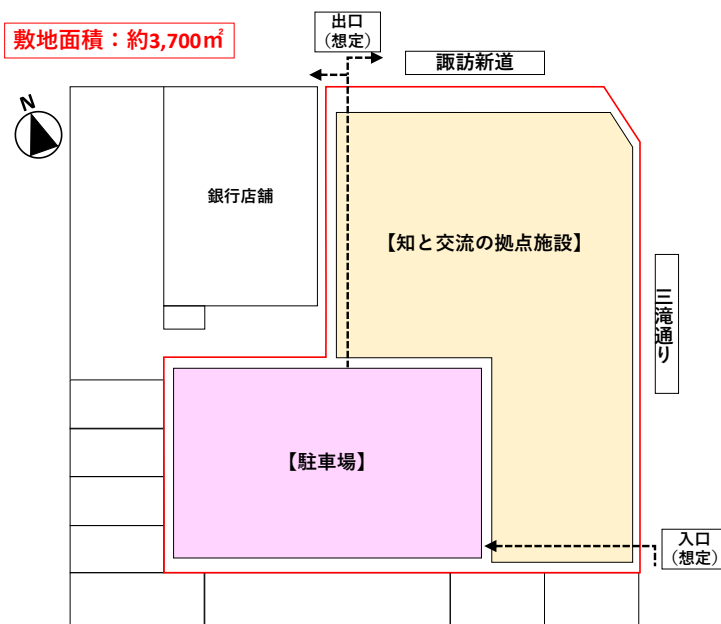 敷地面積：約3,700㎡
出口
（想定）
諏訪新道
N
銀行店舗
【知と交流の拠点施設】
三滝通り
【駐車場】
入口
（想定）